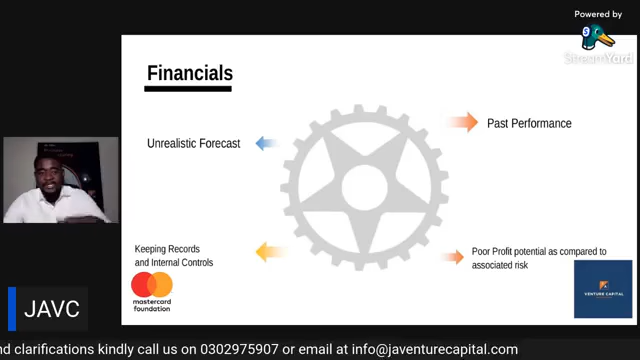 Powered by
StreamYard
Financials
Past Performance
Unrealistic Forecast
Keeping Records
and Internal Controls
Poor Profit potential as compared to
associated risk
mastercard
foundation
VENTURE CAPITAL
JAVC
nd clarifications kindly call us on 0302975907 or email at info@javenturecapital.com